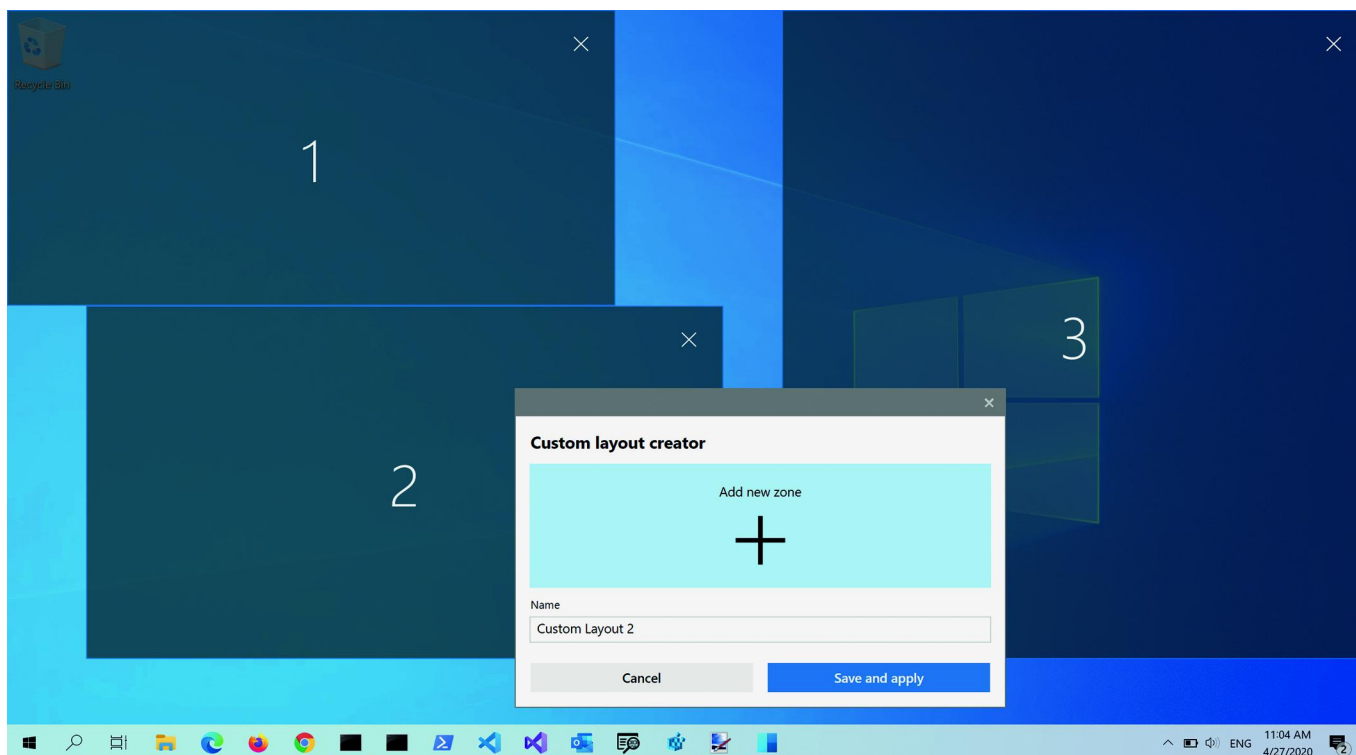 Recycle Bin
1
3
2
Custom layout creator
Add new zone
Name
Custom Layout 2
Cancel
Save and apply
ENG
11:04 AM
4/27/2020
2